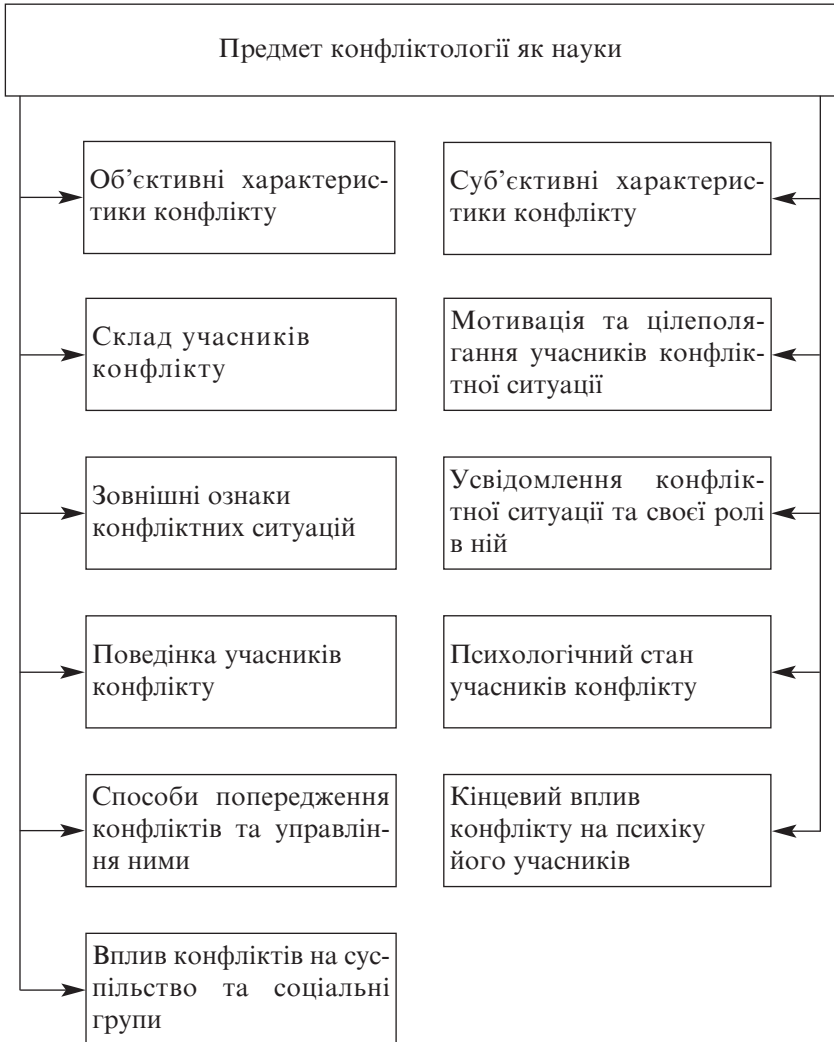 Предмет конфліктології як науки
Об’єктивні характерис-
тики конфлікту
Суб’єктивні характерис-
тики конфлікту
Склад учасників
конфлікту
Мотивація та цілеполя-
гання учасників конфлік-
тної ситуації
Зовнішні ознаки
конфліктних ситуацій
Усвідомлення конфлік-
тної ситуації та своєї ролі
в ній
Поведінка учасників
конфлікту
Психологічний стан
учасників конфлікту
Способи попередження
конфліктів та управлін-
ня ними
Кінцевий вплив
конфлікту на психіку
його учасників
Вплив конфліктів на сус-
пільство та соціальні
групи